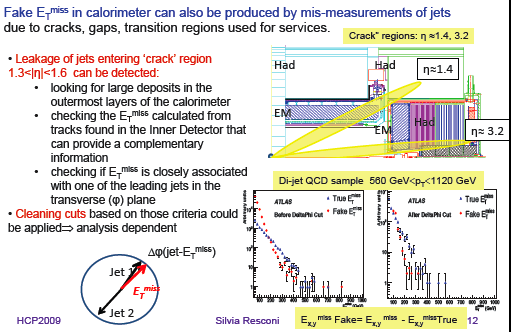 Fake E_T^miss in calorimeter can also be produced by mis-measurements of jets
due to cracks, gaps, transition regions used for services.
Crack" regions: η ≈1.4, 3.2
• Leakage of jets entering 'crack' region
1.3<|η|<1.6 can be detected:
• looking for large deposits in the
outermost layers of the calorimeter
• checking the E_T^miss calculated from
tracks found in the Inner Detector that
can provide a complementary
information
• checking if E_T^miss is closely associated
with one of the leading jets in the
transverse (φ) plane
• Cleaning cuts based on those criteria could
be applied⇒ analysis dependent
Had
Had
η≈1.4
EM
EM
Had
η≈ 3.2
Di-jet QCD sample 560 GeV<p_T<1120 GeV
ATLAS
Before DeltaPhi Cut
True E_T^miss
Fake E_T^miss
ATLAS
After DeltaPhi Cut
True E_T^miss
Fake E_T^miss
Δφ(jet-E_T^miss)
Jet 1
E_T^miss
Jet 2
E_x,y^miss Fake= E_x,y^miss - E_x,y^miss True
HCP2009
Silvia Resconi
12